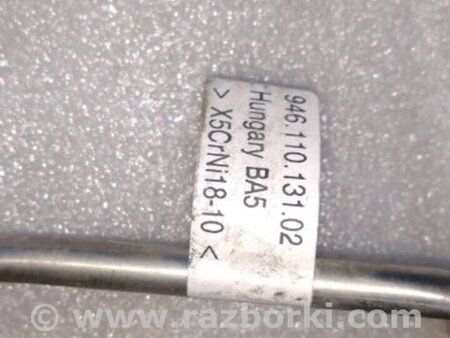 946.110.131.02
Hungary BA5
> X5CrNi18-10 <
© www.razborki.com